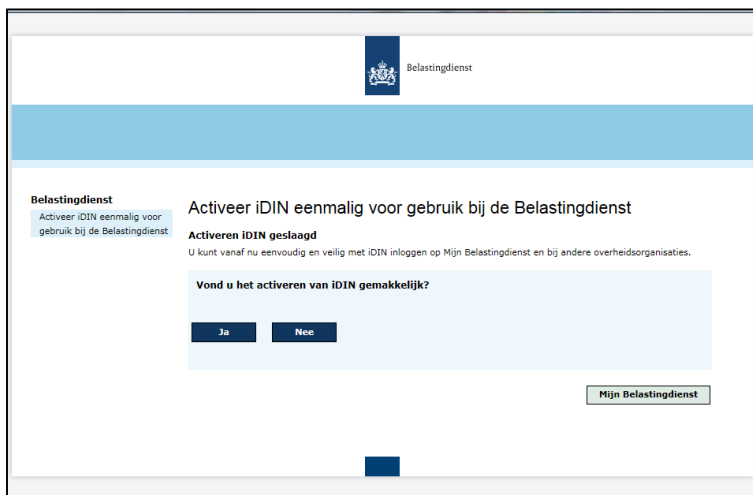 Belastingdienst
Belastingdienst
Activeer iDIN eenmalig voor
gebruik bij de Belastingdienst
Activeer iDIN eenmalig voor gebruik bij de Belastingdienst
Activeren iDIN geslaagd
U kunt vanaf nu eenvoudig en veilig met iDIN inloggen op Mijn Belastingdienst en bij andere overheidsorganisaties.
Vond u het activeren van iDIN gemakkelijk?
Ja Nee
Mijn Belastingdienst